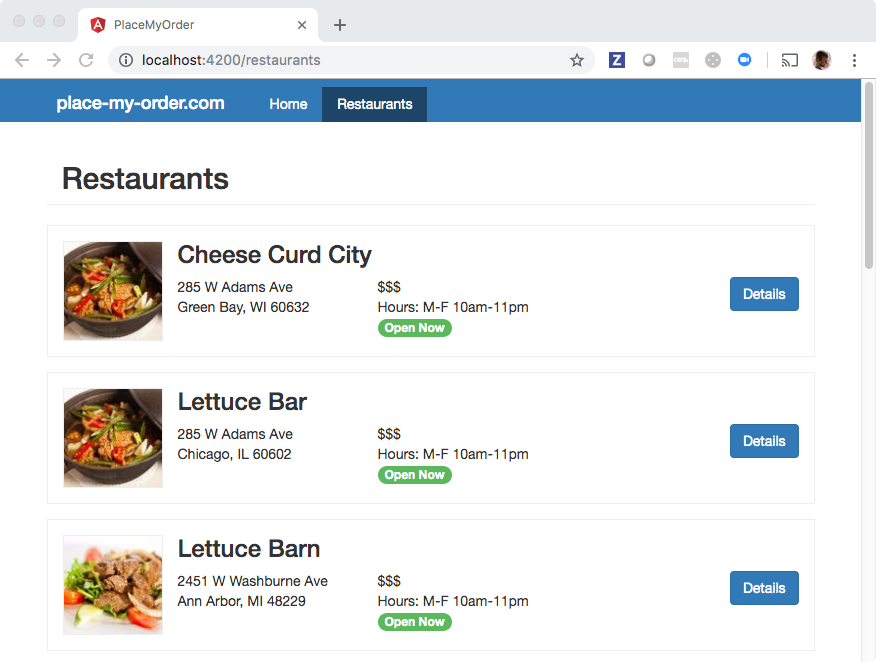 PlaceMyOrder
localhost:4200/restaurants
Z
place-my-order.com Home Restaurants
Restaurants
Cheese Curd City
285 W Adams Ave $$$
Green Bay, WI 60632 Hours: M-F 10am-11pm
Open Now
Details
Lettuce Bar
285 W Adams Ave $$$
Chicago, IL 60602 Hours: M-F 10am-11pm
Open Now
Details
Lettuce Barn
2451 W Washburne Ave $$$
Ann Arbor, MI 48229 Hours: M-F 10am-11pm
Open Now
Details